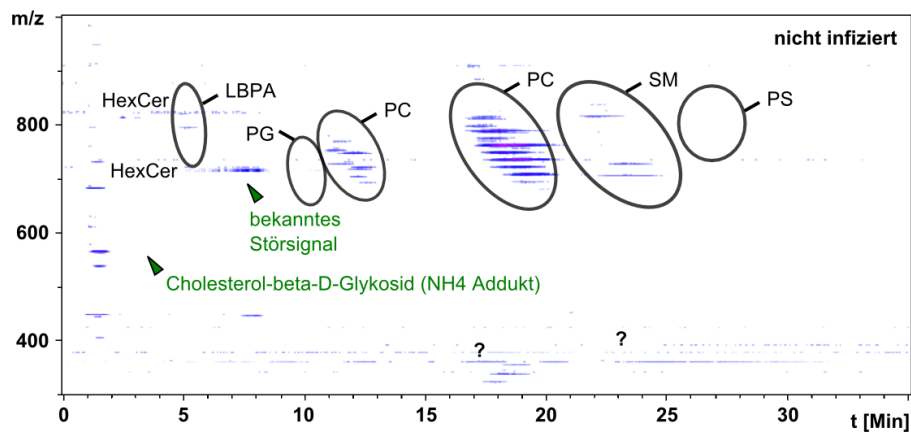 m/z
nicht infiziert
HexCer
LBPA
PC
PC
SM
PS
PG
800
HexCer
bekanntes
Störsignal
600
Cholesterol-beta-D-Glykosid (NH4 Addukt)
400
?
?
0
5
10
15
20
25
30
t [Min]